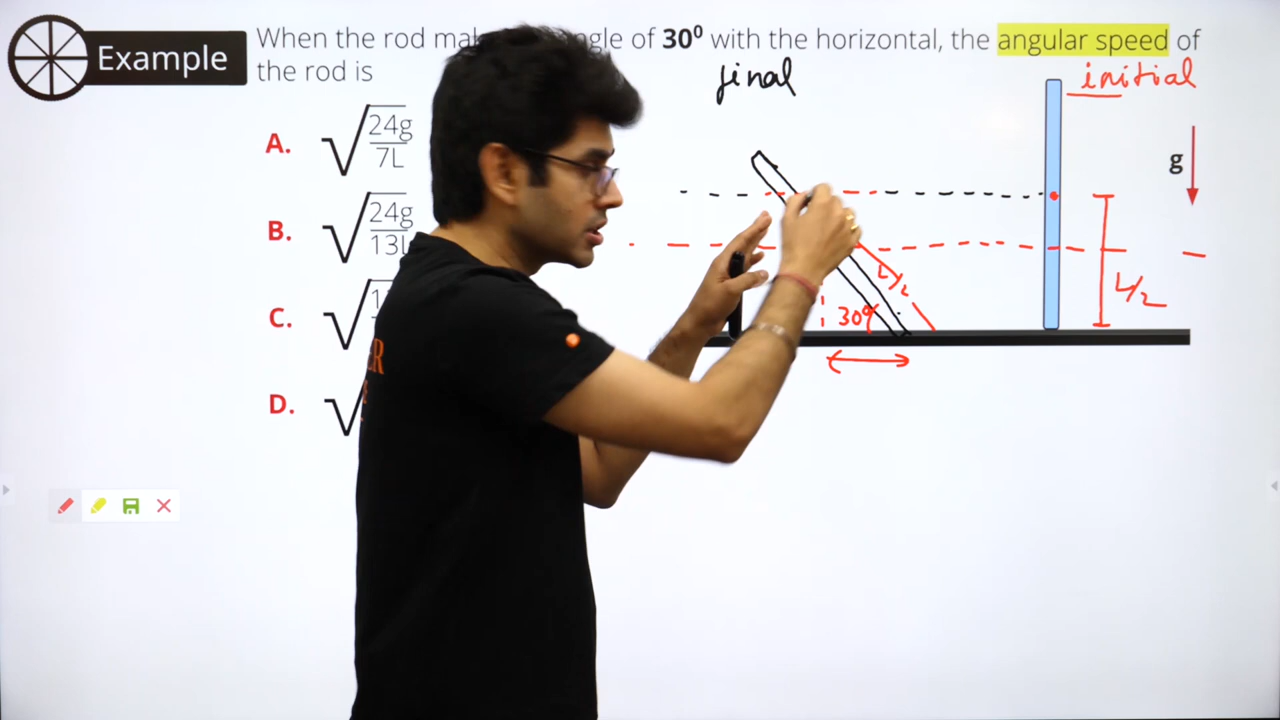 Example
When the rod ngle of 30⁰ with the horizontal, the angular speed of
the rod is
final
initial
g
A. √24g/7L
B. √24g/13L
C.
D.
L/2
30°
L/2